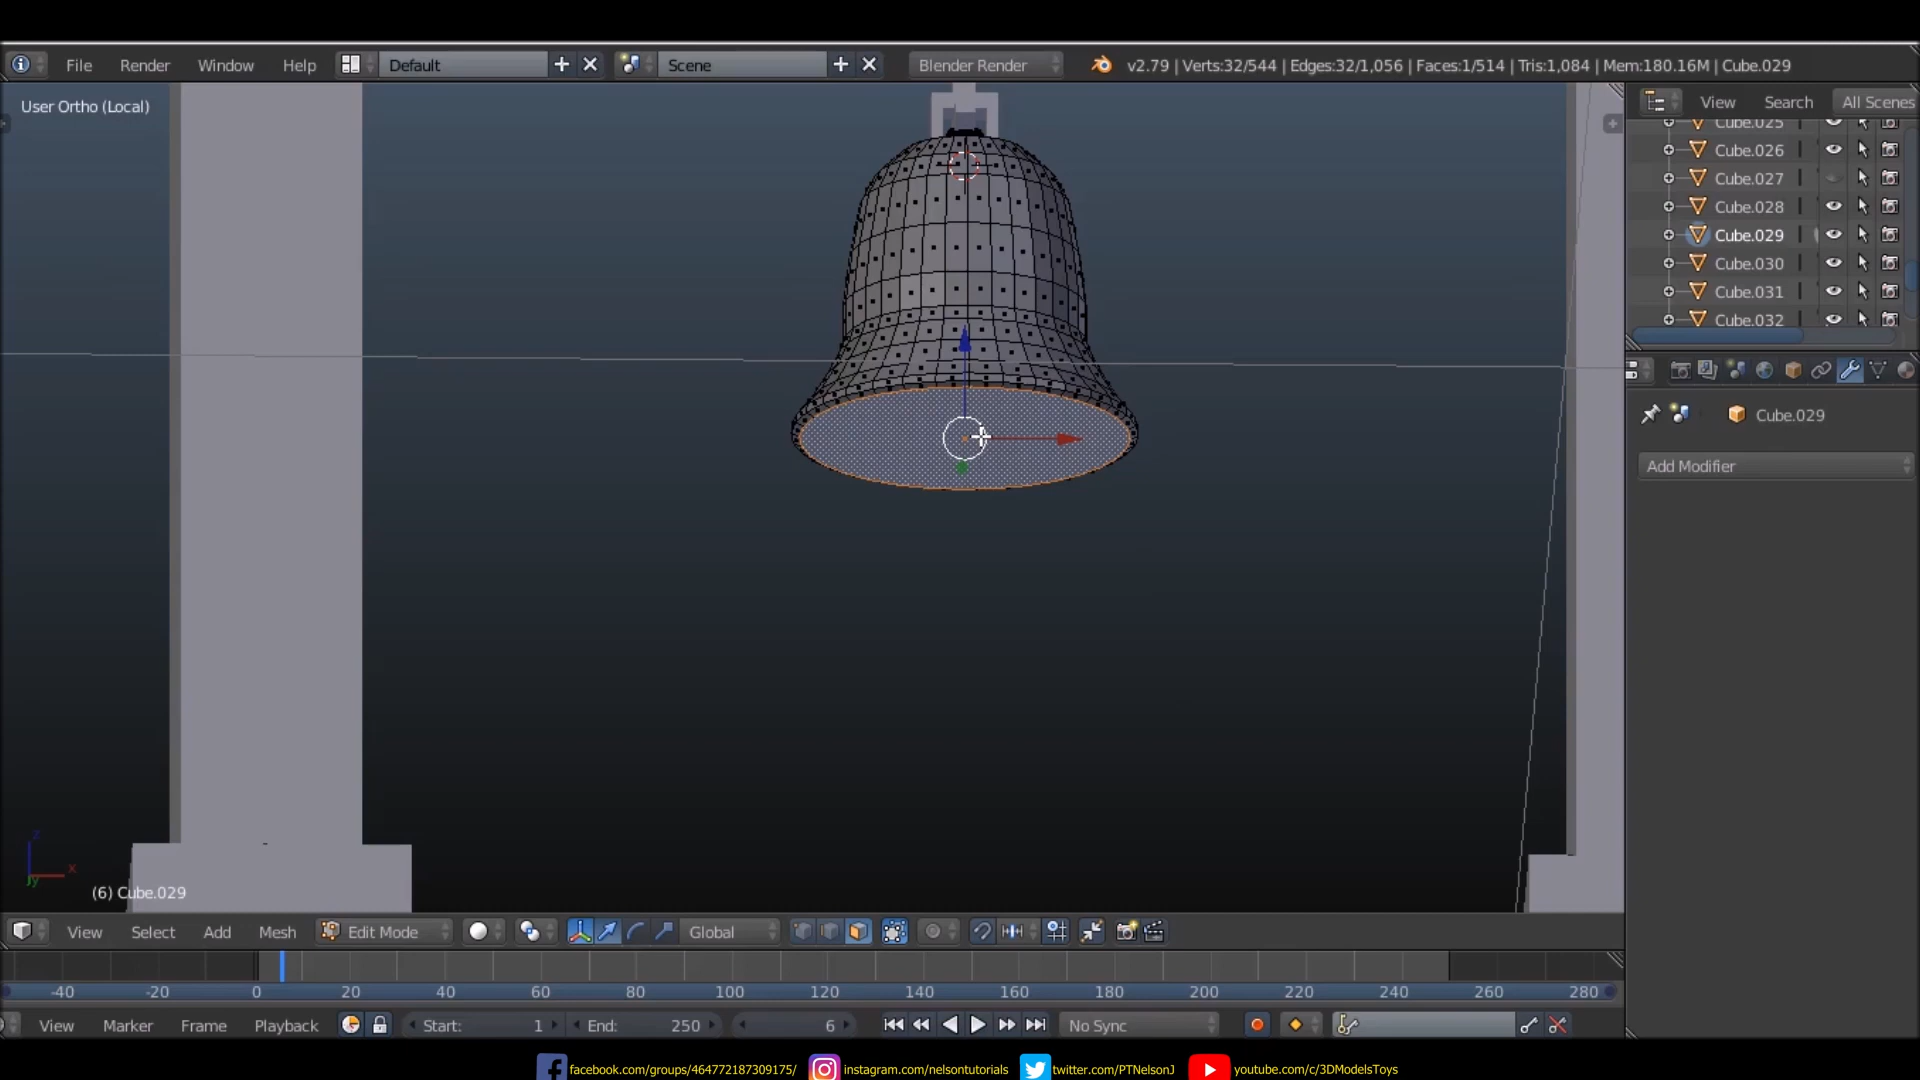 File Render Window Help Default Scene Blender Render v2.79 | Verts:32/544 | Edges:32/1,056 | Faces:1/514 | Tris:1,084 | Mem:180.16M | Cube.029
User Ortho (Local)
View Search All Scenes
Cube.025
Cube.026
Cube.027
Cube.028
Cube.029
Cube.030
Cube.031
Cube.032
Cube.029
Add Modifier
z
x
y
(6) Cube.029
View Select Add Mesh Edit Mode Global
-40 -20 0 20 40 60 80 100 120 140 160 180 200 220 240 260 280
View Marker Frame Playback Start: 1 End: 250 6 No Sync
facebook.com/groups/464772187309175/ instagram.com/nelsontutorials twitter.com/PTNelsonJ youtube.com/c/3DModelsToys